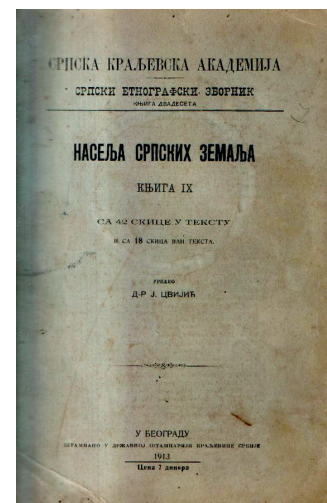 СРПСКА КРАЉЕВСКА АКАДЕМИЈА
СРПСКИ ЕТНОГРАФСКИ ЗБОРНИК
КЊИГА ДВАДЕСЕТА
НАСЕЉА СРПСКИХ ЗЕМАЉА
КЊИГА IX
СА 42 СКИЦЕ У ТЕКСТУ
И СА 18 СКИЦА ВАН ТЕКСТА.
УРЕДИО
Д-Р Ј. ЦВИЈИЋ
У БЕОГРАДУ
ШТАМПАНО У ДРЖАВНОЈ ШТАМПАРИЈИ КРАЉЕВИНЕ СРБИЈЕ
1913
Цена 7 динара